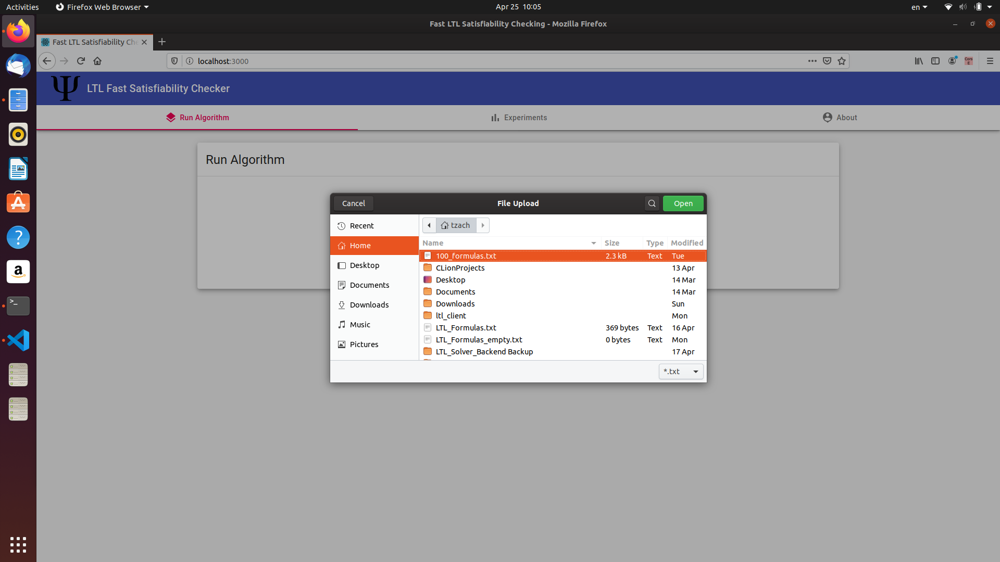 Activities Firefox Web Browser Apr 25 10:05 en
Fast LTL Satisfiability Checking - Mozilla Firefox
Fast LTL Satisfiability Che
localhost:3000
Cors
E
Ψ LTL Fast Satisfiability Checker
Run Algorithm Experiments About
Run Algorithm
Cancel File Upload Open
Recent
Home
Desktop
Documents
Downloads
Music
Pictures
tzach
Name Size Type Modified
100_formulas.txt 2.3 kB Text Tue
CLionProjects 13 Apr
Desktop 14 Mar
Documents 14 Mar
Downloads Sun
ltl_client Mon
LTL_Formulas.txt 369 bytes Text 16 Apr
LTL_Formulas_empty.txt 0 bytes Text Mon
LTL_Solver_Backend Backup 17 Apr
*.txt